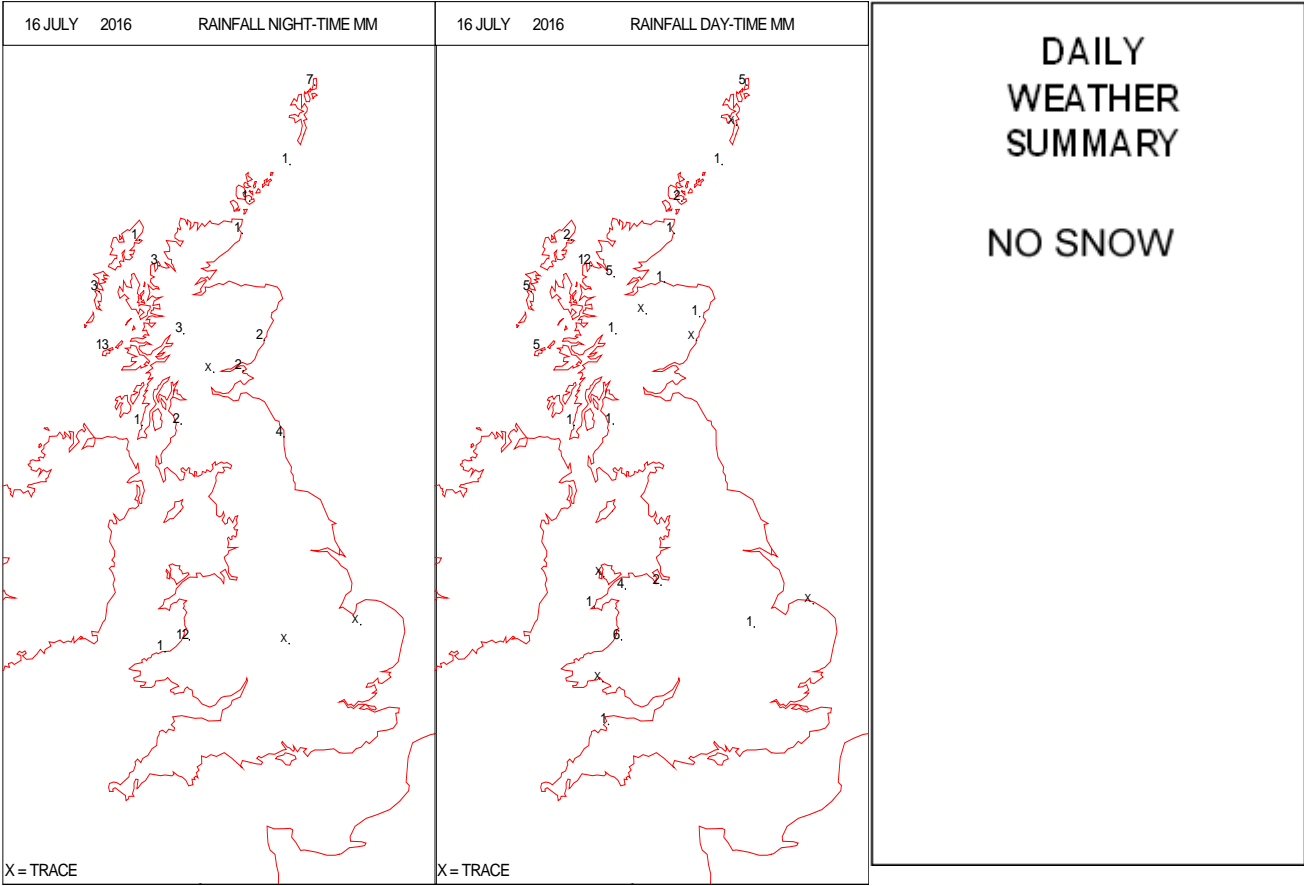 16 JULY 2016 RAINFALL NIGHT-TIME MM
7
1.
1.
1.
1.
3.
3.
3.
2.
13
X.
2.
1.
2.
4.
X.
12.
1
X.
X = TRACE
16 JULY 2016 RAINFALL DAY-TIME MM
5
X.
1.
2.
1.
2.
12.
5.
1.
5.
X.
1.
1.
X.
5.
1.
1.
X.
4.
2.
1.
X.
1.
6.
X.
1.
X = TRACE
DAILY
WEATHER
SUMMARY
NO SNOW